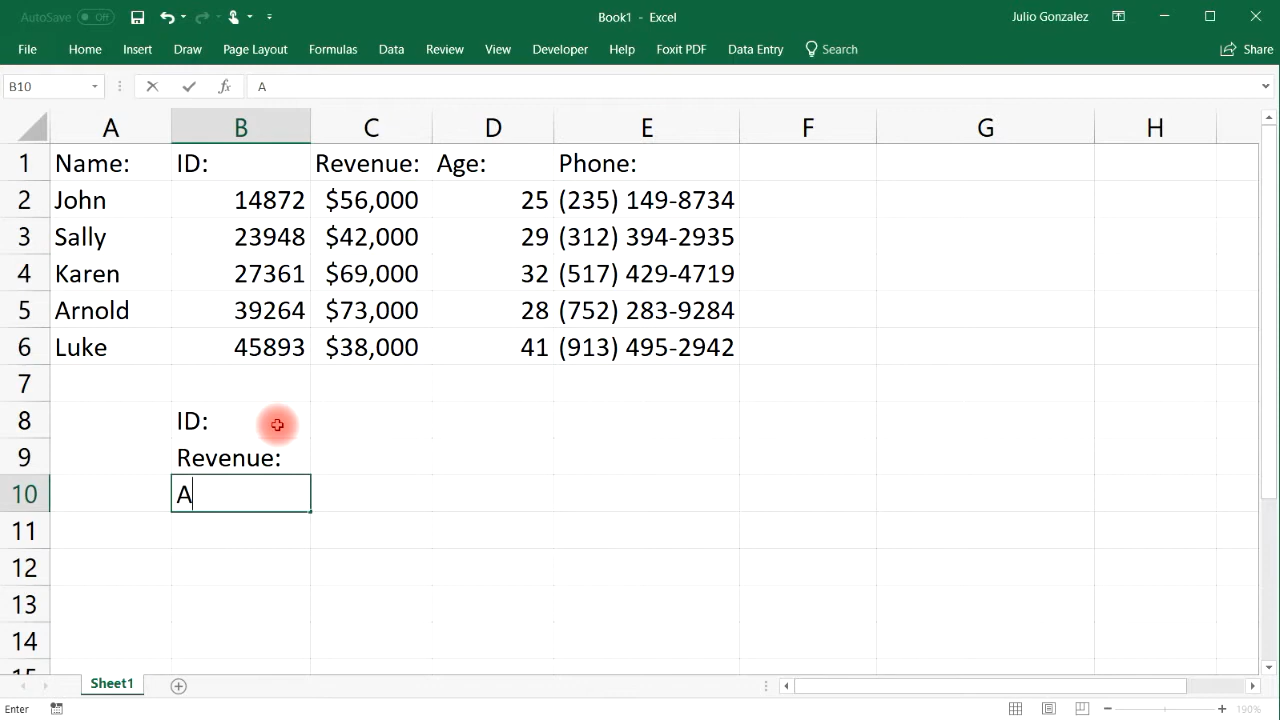 AutoSave Off Book1 - Excel Julio Gonzalez
File Home Insert Draw Page Layout Formulas Data Review View Developer Help Foxit PDF Data Entry Search Share
B10 fx A
A B C D E F G H
1 Name: ID: Revenue: Age: Phone:
2 John 14872 $56,000 25 (235) 149-8734
3 Sally 23948 $42,000 29 (312) 394-2935
4 Karen 27361 $69,000 32 (517) 429-4719
5 Arnold 39264 $73,000 28 (752) 283-9284
6 Luke 45893 $38,000 41 (913) 495-2942
7
8 ID:
9 Revenue:
10 A
11
12
13
14
15
Sheet1
Enter 190%